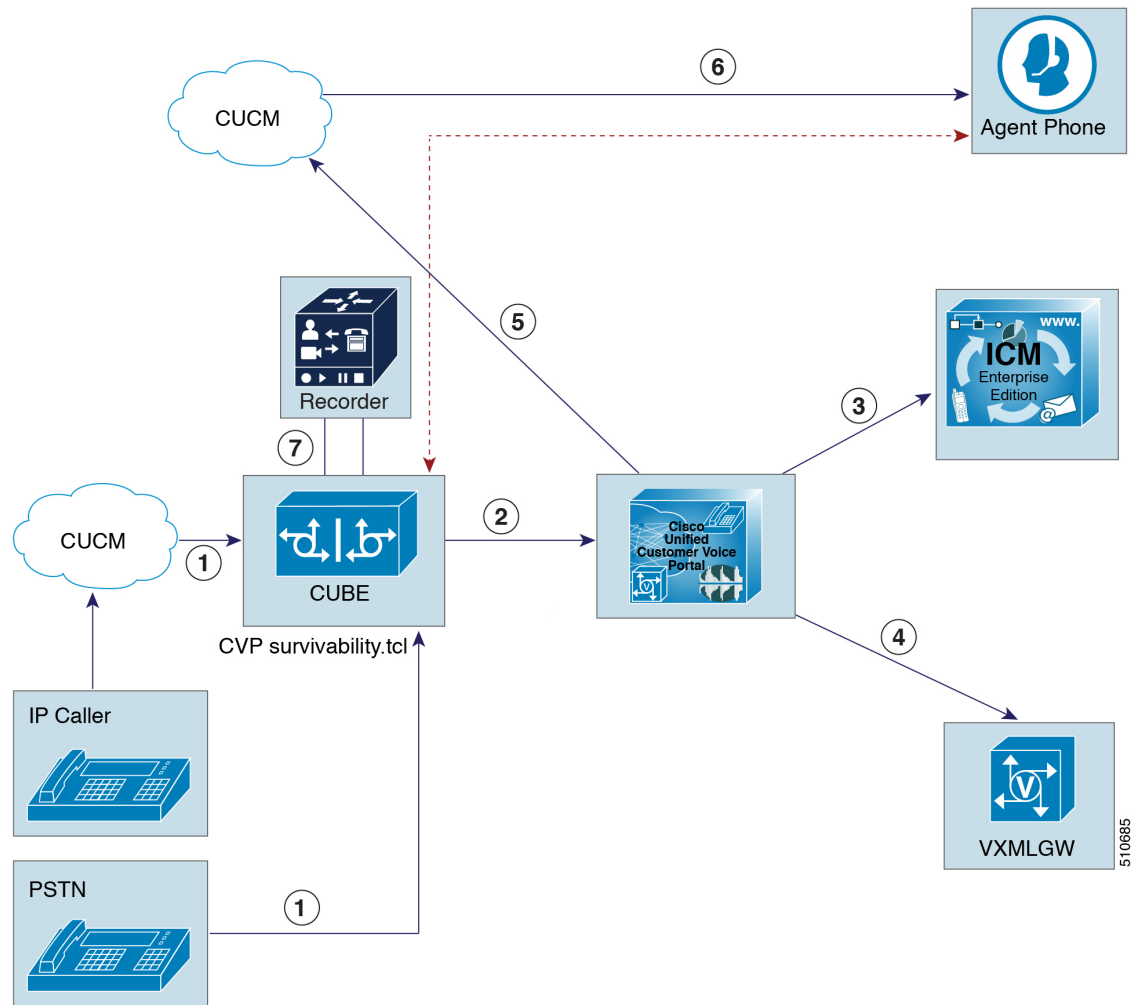 6
CUCM
Agent Phone
5
www.
ICM
Enterprise
Edition
@
Recorder
3
7
CUCM
1
2
Cisco
Unified
Customer Voice
Portal
V
CUBE
CVP survivability.tcl
4
IP Caller
V
VXMLGW
510685
PSTN
1